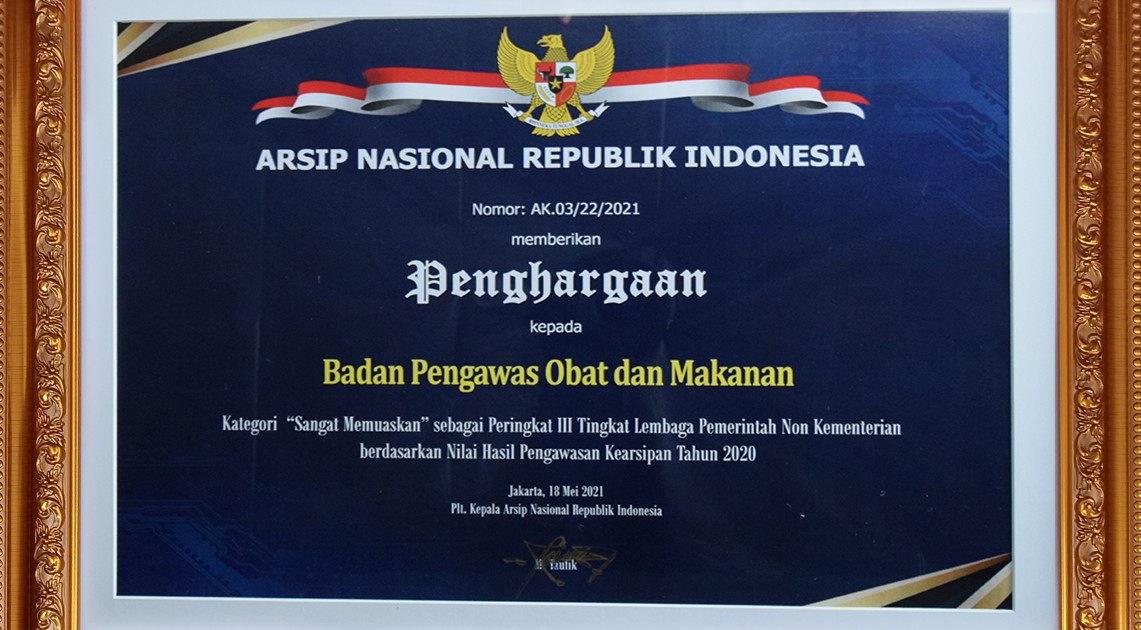 ARSIP NASIONAL REPUBLIK INDONESIA
Nomor: AK.03/22/2021
memberikan
Penghargaan
kepada
Badan Pengawas Obat dan Makanan
Kategori “Sangat Memuaskan” sebagai Peringkat III Tingkat Lembaga Pemerintah Non Kementerian
berdasarkan Nilai Hasil Pengawasan Kearsipan Tahun 2020
Jakarta, 18 Mei 2021
Plt. Kepala Arsip Nasional Republik Indonesia
Taufik